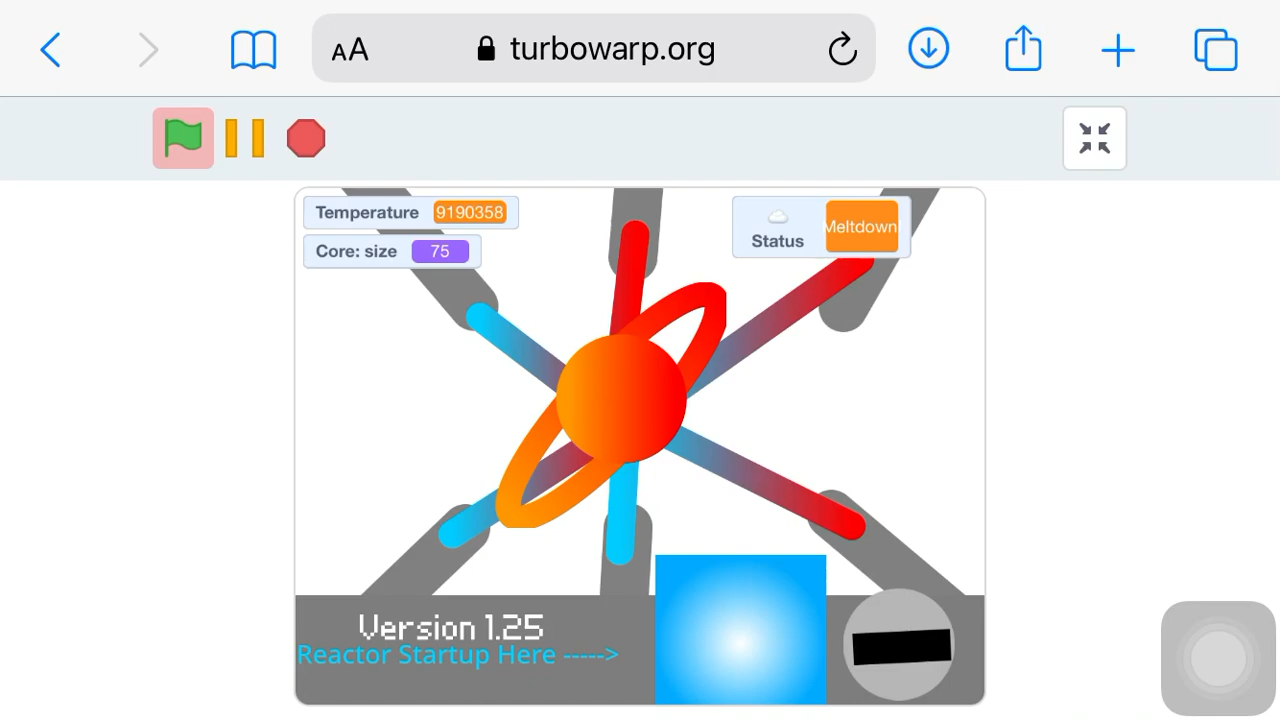 AA turbowarp.org
Temperature 9190358
Core: size 75
Status Meltdown
Version 1.25
Reactor Startup Here ----->